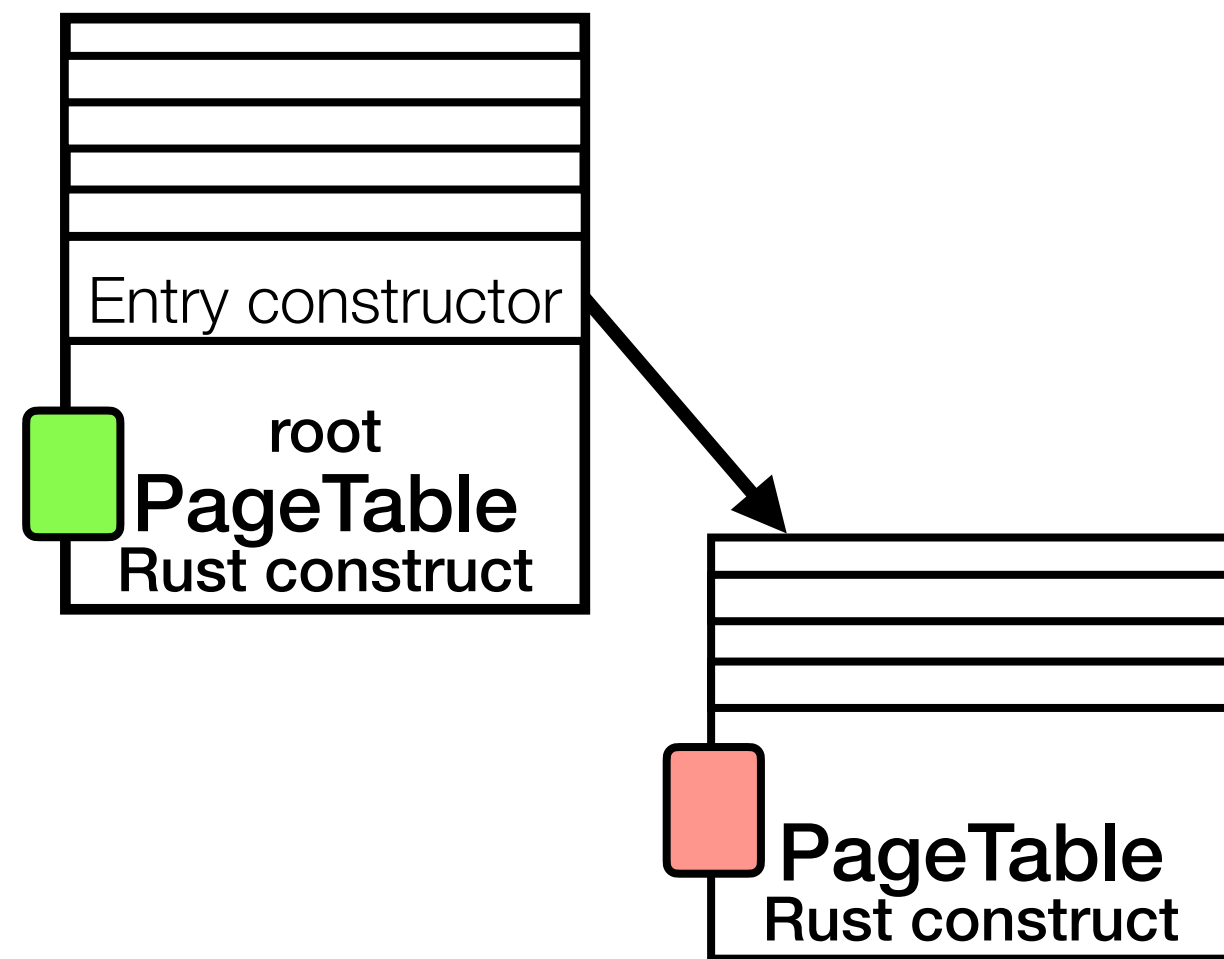 Entry constructor
root
PageTable
Rust construct
PageTable
Rust construct